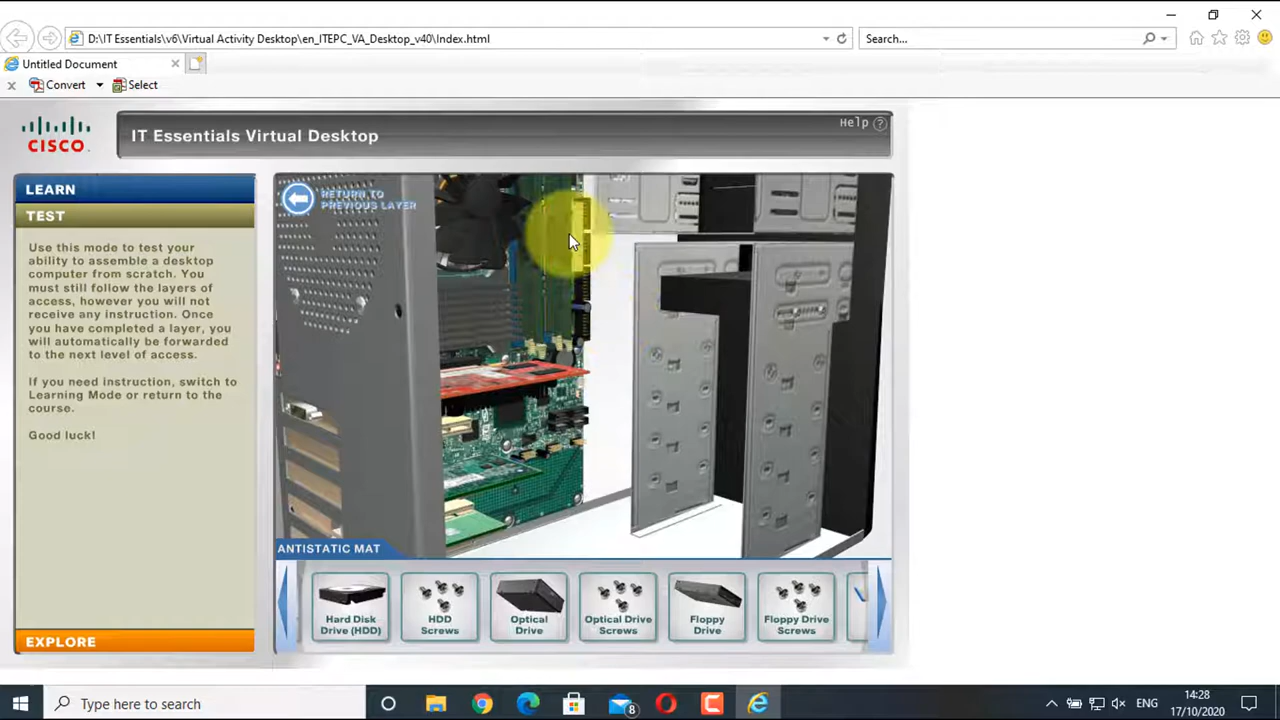 D:\IT Essentials\v6\Virtual Activity Desktop\en_ITEPC_VA_Desktop_v40\Index.html
Search...
Untitled Document
Convert
Select
CISCO
IT Essentials Virtual Desktop
Help ?
LEARN
TEST
Use this mode to test your
ability to assemble a desktop
computer from scratch. You
must still follow the layers of
access, however you will not
receive any instruction. Once
you have completed a layer, you
will automatically be forwarded
to the next level of access.
If you need instruction, switch to
Learning Mode or return to the
course.
Good luck!
EXPLORE
RETURN TO
PREVIOUS LAYER
ANTISTATIC MAT
Hard Disk
Drive (HDD)
HDD
Screws
Optical
Drive
Optical Drive
Screws
Floppy
Drive
Floppy Drive
Screws
Type here to search
8
ENG
14:28
17/10/2020